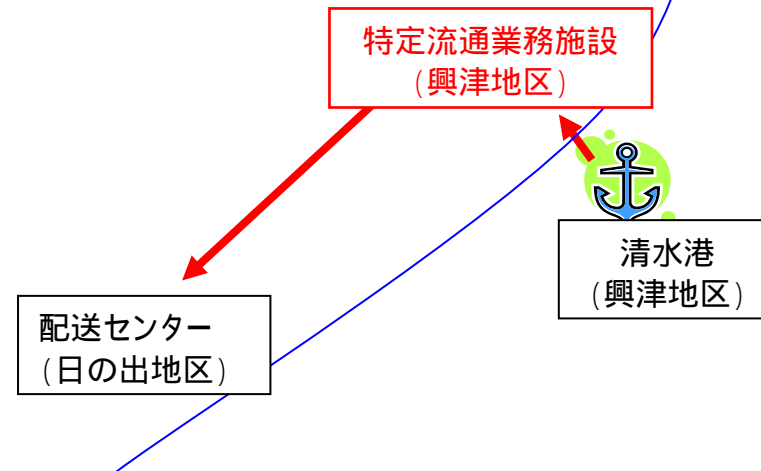 特定流通業務施設
(興津地区)
清水港
(興津地区)
配送センター
(日の出地区)